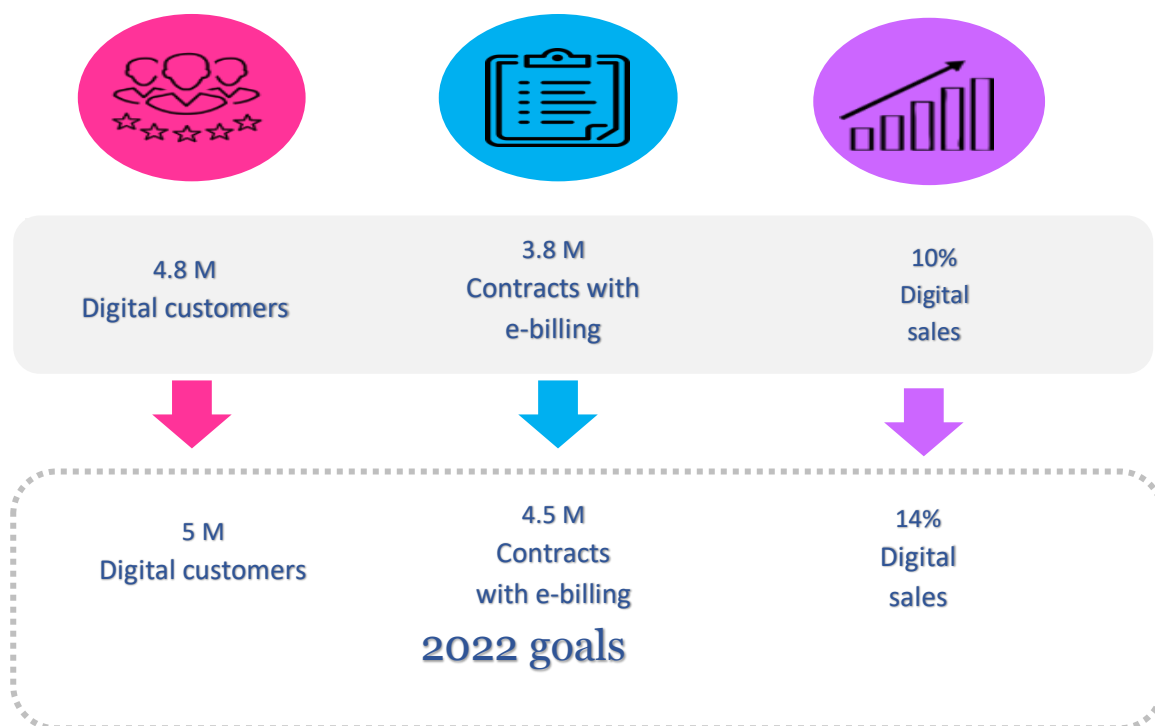 4.8 M
Digital customers
3.8 M
Contracts with
e-billing
10%
Digital
sales
5 M
Digital customers
4.5 M
Contracts
with e-billing
14%
Digital
sales
2022 goals